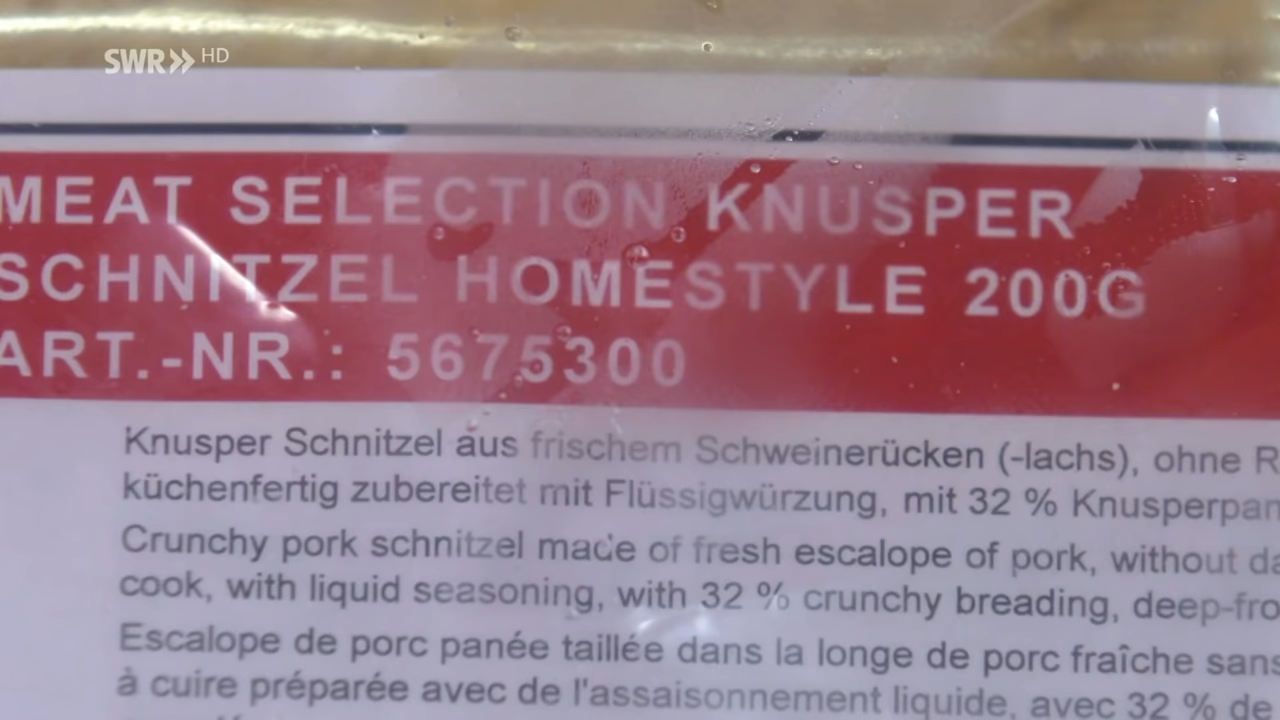 SWR HD
MEAT SELECTION KNUSPER
SCHNITZEL HOMESTYLE 200G
ART.-NR.: 5675300
Knusper Schnitzel aus frischem Schweinerücken (-lachs), ohne R
küchenfertig zubereitet mit Flüssigwürzung, mit 32 % Knusperpan
Crunchy pork schnitzel made of fresh escalope of pork, without da
cook, with liquid seasoning, with 32 % crunchy breading, deep-fro
Escalope de porc panée taillée dans la longe de porc fraîche sans
à cuire préparée avec de l'assaisonnement liquide, avec 32 % de